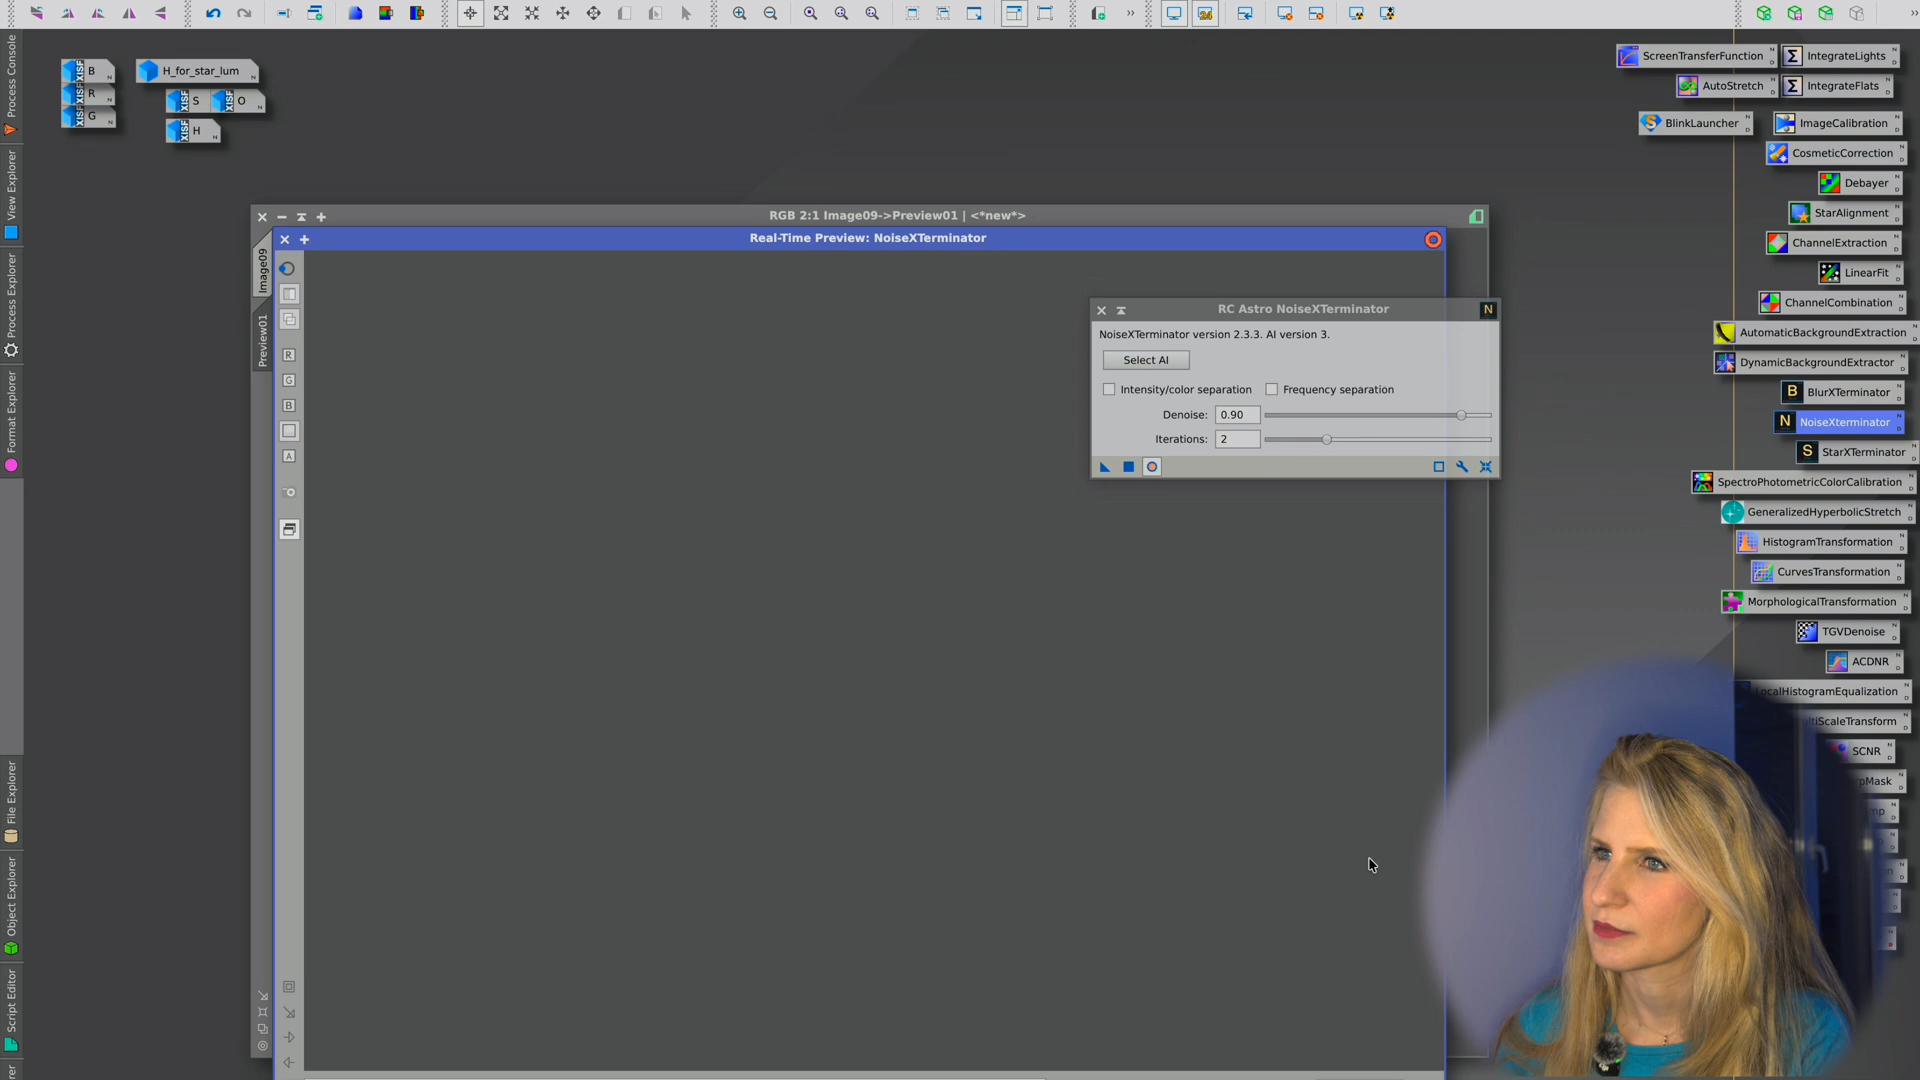 Process Console
View Explorer
Process Explorer
Format Explorer
File Explorer
Object Explorer
Script Editor
B
R
G
H_for_star_lum
S
O
H
RGB 2:1 Image09->Preview01 | <*new*>
Image09
Preview01
Real-Time Preview: NoiseXTerminator
R
G
B
A
RC Astro NoiseXTerminator
N
NoiseXTerminator version 2.3.3. AI version 3.
Select AI
Intensity/color separation
Frequency separation
Denoise: 0.90
Iterations: 2
ScreenTransferFunction
IntegrateLights
AutoStretch
IntegrateFlats
BlinkLauncher
ImageCalibration
CosmeticCorrection
Debayer
StarAlignment
ChannelExtraction
LinearFit
ChannelCombination
AutomaticBackgroundExtraction
DynamicBackgroundExtractor
B BlurXTerminator
N NoiseXterminator
S StarXTerminator
SpectroPhotometricColorCalibration
GeneralizedHyperbolicStretch
HistogramTransformation
CurvesTransformation
MorphologicalTransformation
TGVDenoise
ACDNR
LocalHistogramEqualization
ltiScaleTransform
SCNR
rpMask